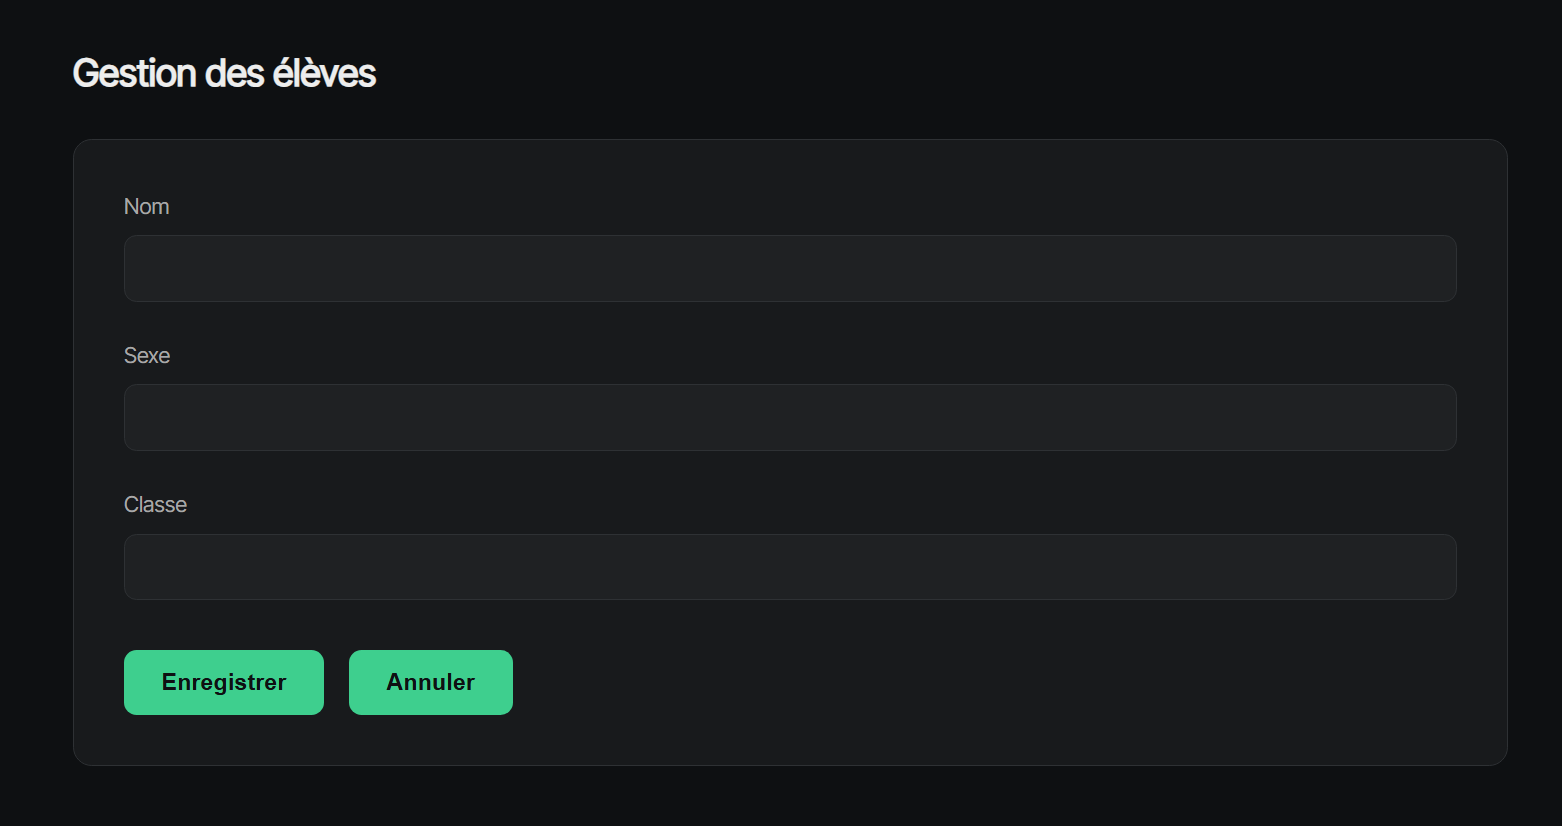 Gestion des élèves
Nom
Sexe
Classe
Enregistrer
Annuler